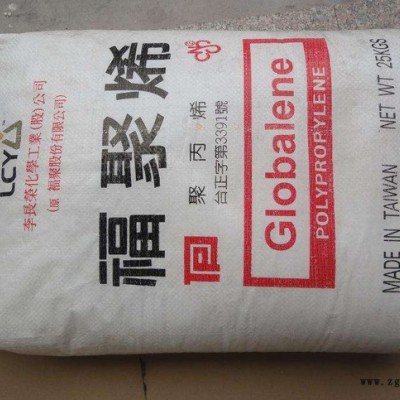 LCY
李長榮化學工業(股)公司
(原 福聚股份有限公司)
福聚烯
聚丙烯
台正字第3391號
Globalene
POLYPROPYLENE
MADE IN TAIWAN NET WT 25KGS